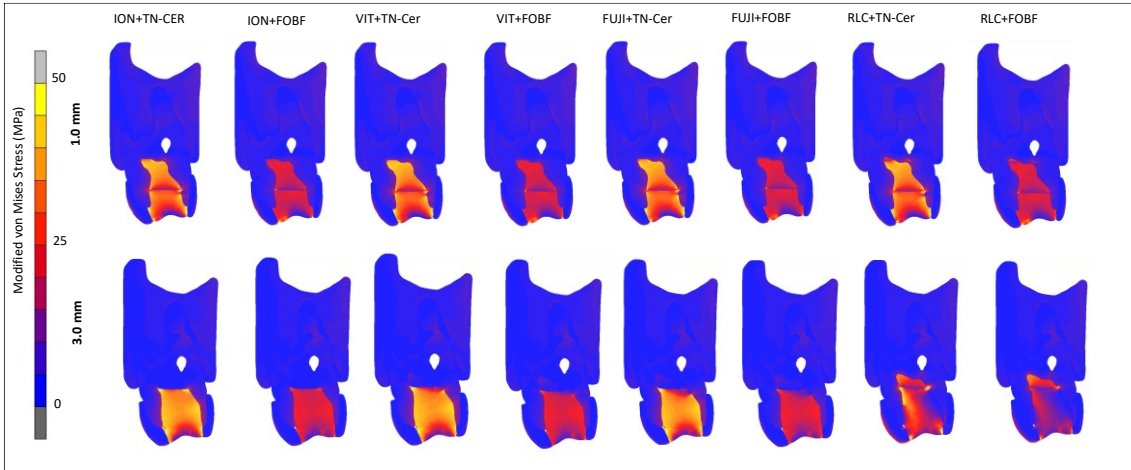 ION+TN-CER ION+FOBF VIT+TN-Cer VIT+FOBF FUJI+TN-Cer FUJI+FOBF RLC+TN-Cer RLC+FOBF
Modified von Mises Stress (MPa)
50
25
0
1.0 mm
3.0 mm